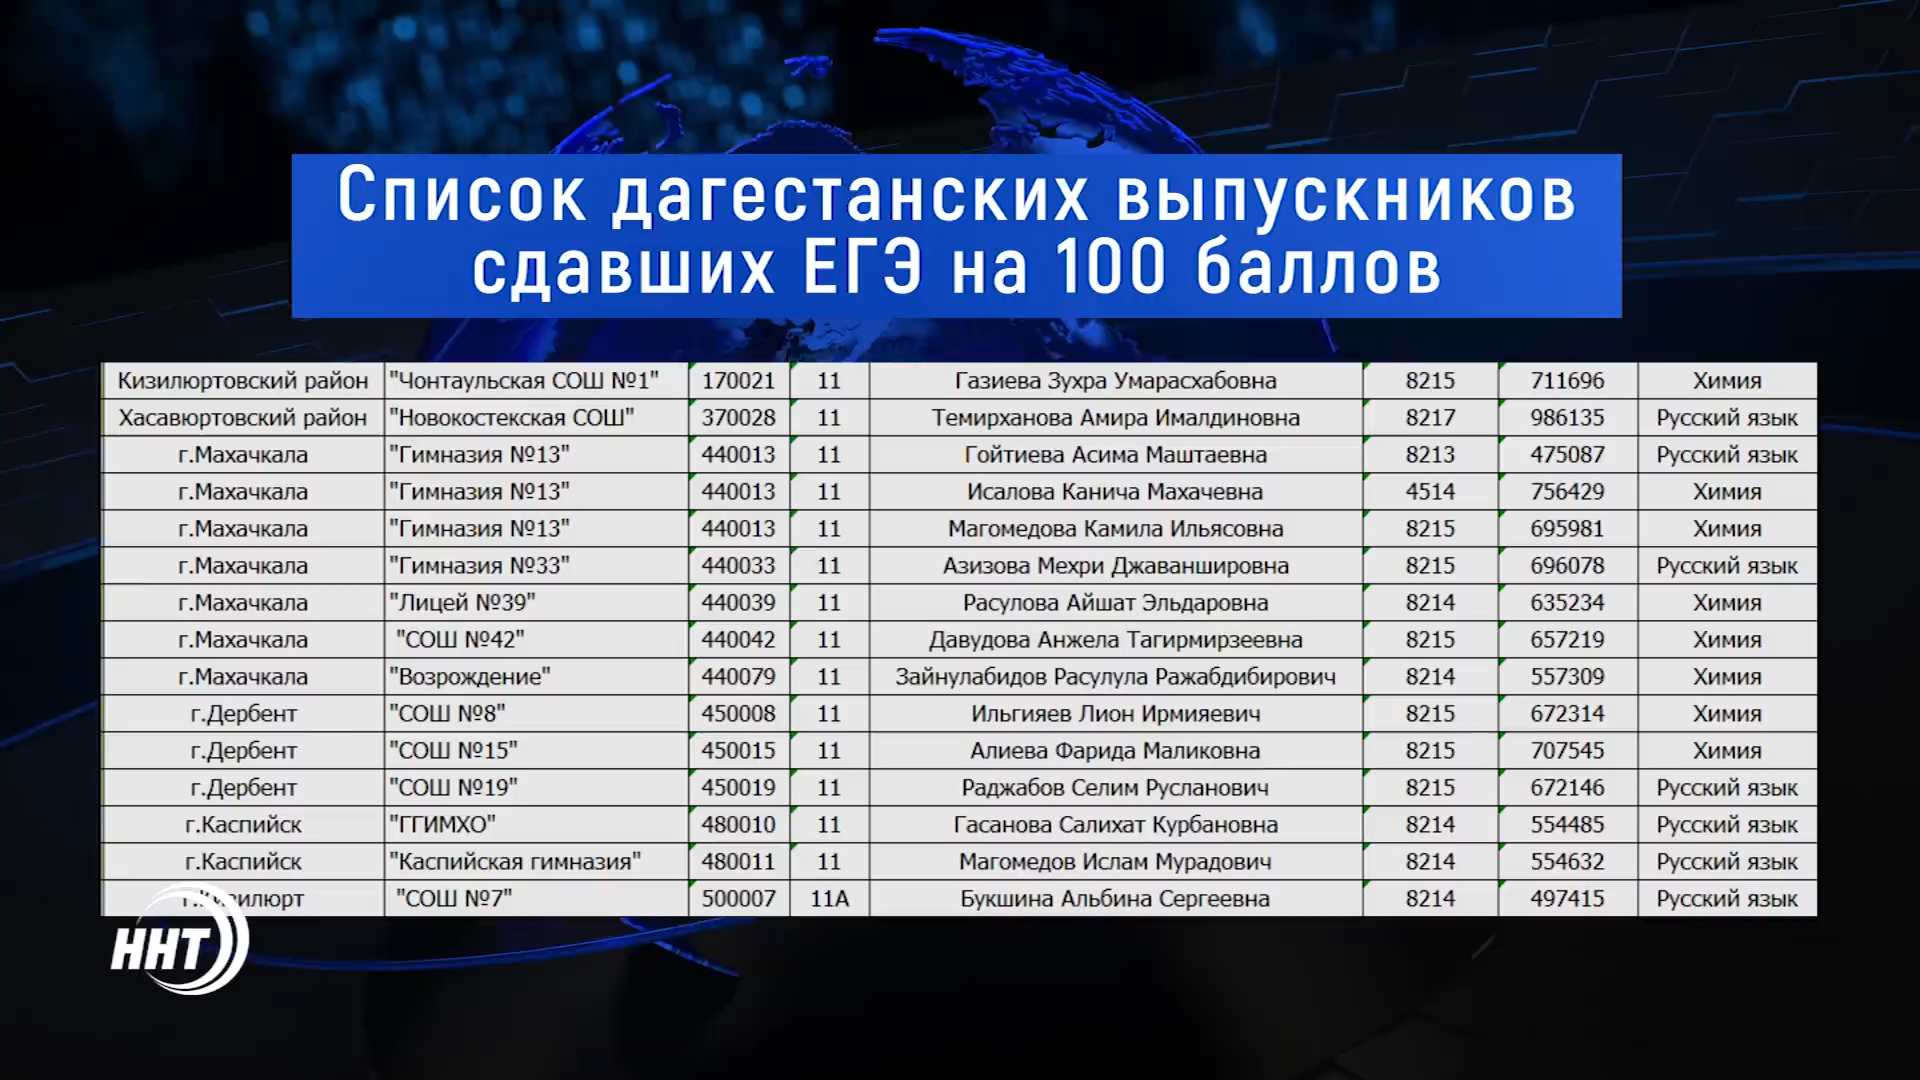 Список дагестанских выпускников
сдавших ЕГЭ на 100 баллов
Кизилюртовский район "Чонтаульская СОШ №1" 170021 11 Газиева Зухра Умарасхабовна 8215 711696 Химия
Хасавюртовский район "Новокостекская СОШ" 370028 11 Темирханова Амира Ималдиновна 8217 986135 Русский язык
г.Махачкала "Гимназия №13" 440013 11 Гойтиева Асима Маштаевна 8213 475087 Русский язык
г.Махачкала "Гимназия №13" 440013 11 Исалова Канича Махачевна 4514 756429 Химия
г.Махачкала "Гимназия №13" 440013 11 Магомедова Камила Ильясовна 8215 695981 Химия
г.Махачкала "Гимназия №33" 440033 11 Азизова Мехри Джаваншировна 8215 696078 Русский язык
г.Махачкала "Лицей №39" 440039 11 Расулова Айшат Эльдаровна 8214 635234 Химия
г.Махачкала "СОШ №42" 440042 11 Давудова Анжела Тагирмирзеевна 8215 657219 Химия
г.Махачкала "Возрождение" 440079 11 Зайнулабидов Расулула Ражабдибирович 8214 557309 Химия
г.Дербент "СОШ №8" 450008 11 Ильгияев Лион Ирмияевич 8215 672314 Химия
г.Дербент "СОШ №15" 450015 11 Алиева Фарида Маликовна 8215 707545 Химия
г.Дербент "СОШ №19" 450019 11 Раджабов Селим Русланович 8215 672146 Русский язык
г.Каспийск "ГГИМХО" 480010 11 Гасанова Салихат Курбановна 8214 554485 Русский язык
г.Каспийск "Каспийская гимназия" 480011 11 Магомедов Ислам Мурадович 8214 554632 Русский язык
г.Кизилюрт "СОШ №7" 500007 11А Букшина Альбина Сергеевна 8214 497415 Русский язык
ННТ